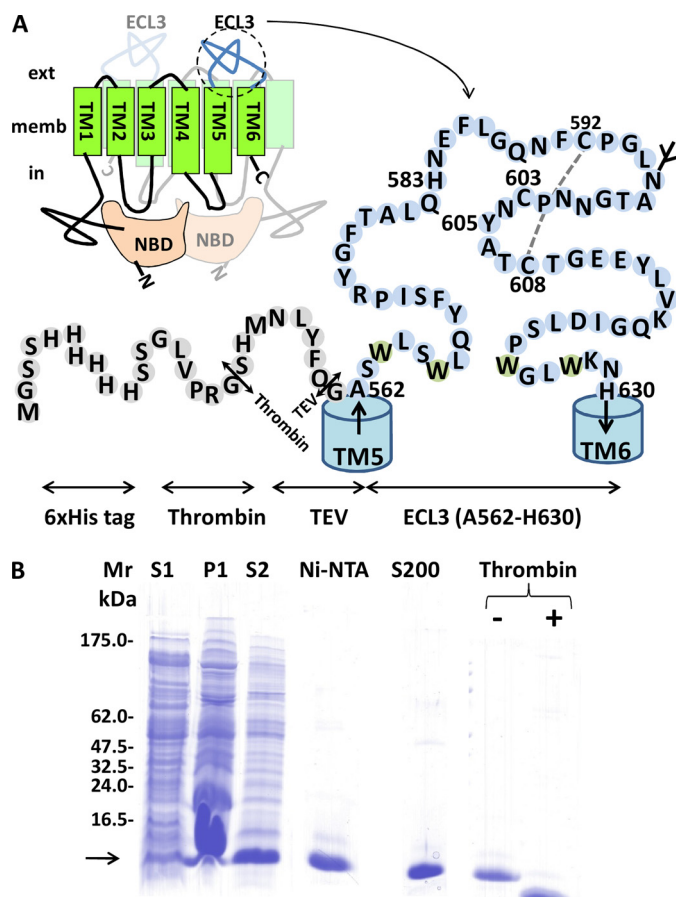 A
ECL3
ECL3
ext
memb
in
TM1
TM2
TM3
TM4
TM5
TM6
C
C
NBD
NBD
N
N
MGSSHHHHHHSSGLVPRGSHMNLYFQG
ASWLSWLQYFSIPRYGFTALQHNEFLGQNFCPGLNATGNNPCNYATCTGEEYLVKQGIDLSPWGLWKNH
Y
562
583
592
603
605
608
630
Thrombin
TEV
TM5
TM6
6xHis tag
Thrombin
TEV
ECL3 (A562-H630)
B
Mr
S1
P1
S2
Ni-NTA
S200
Thrombin
kDa
-
+
175.0-
62.0-
47.5-
32.5-
24.0-
16.5-